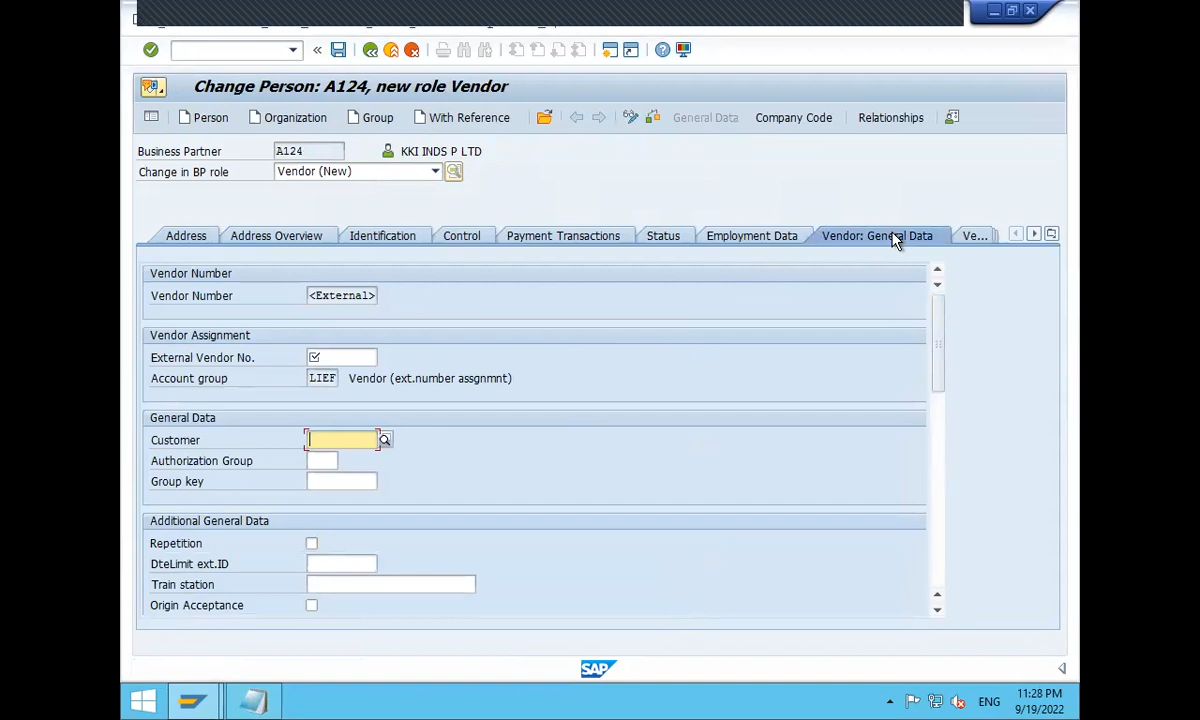 Change Person: A124, new role Vendor
Person Organization Group With Reference General Data Company Code Relationships
Business Partner A124 KKI INDS P LTD
Change in BP role Vendor (New)
Address Address Overview Identification Control Payment Transactions Status Employment Data Vendor: General Data Ve...
Vendor Number
Vendor Number <External>
Vendor Assignment
External Vendor No.
Account group LIEF Vendor (ext.number assgnmnt)
General Data
Customer
Authorization Group
Group key
Additional General Data
Repetition
DteLimit ext.ID
Train station
Origin Acceptance
SAP
ENG 11:28 PM
9/19/2022